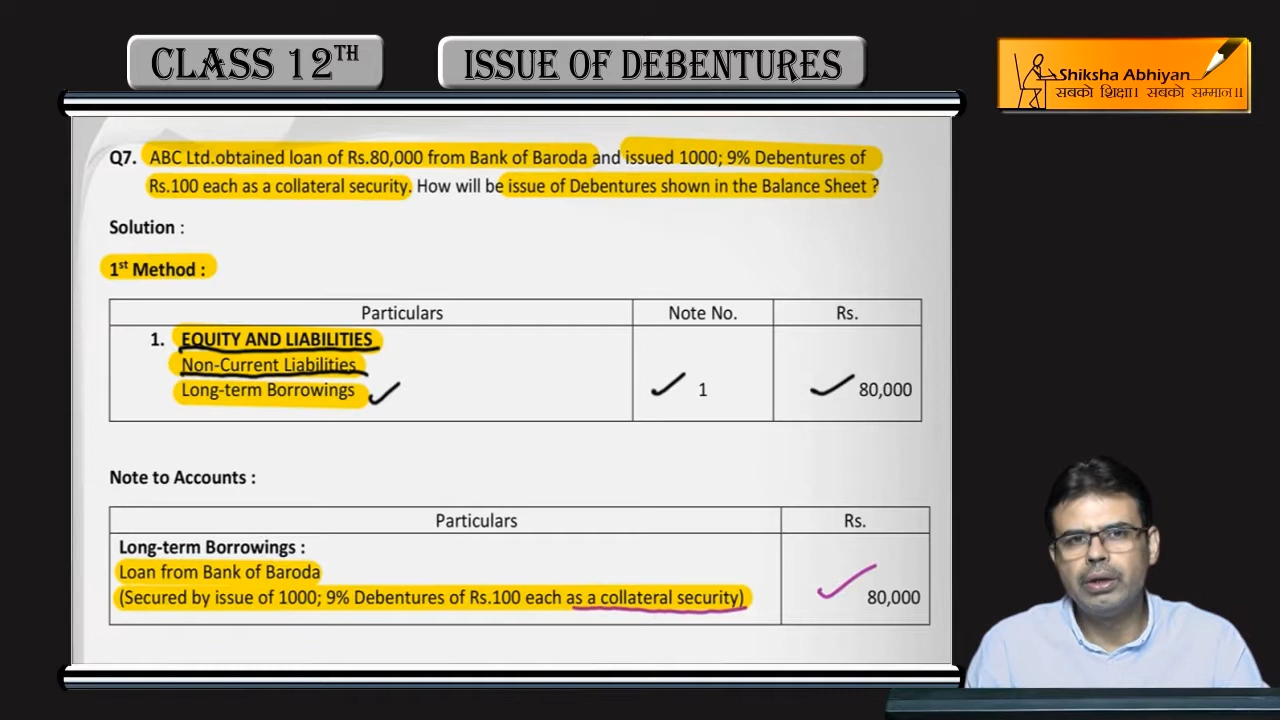 CLASS 12TH
ISSUE OF DEBENTURES
Shiksha Abhiyan
सबको शिक्षा। सबको सम्मान।।
Q7. ABC Ltd.obtained loan of Rs.80,000 from Bank of Baroda and issued 1000; 9% Debentures of
Rs.100 each as a collateral security. How will be issue of Debentures shown in the Balance Sheet ?
Solution :
1st Method :
Particulars Note No. Rs.
1. EQUITY AND LIABILITIES
Non-Current Liabilities
Long-term Borrowings 1 80,000
Note to Accounts :
Particulars Rs.
Long-term Borrowings :
Loan from Bank of Baroda
(Secured by issue of 1000; 9% Debentures of Rs.100 each as a collateral security) 80,000